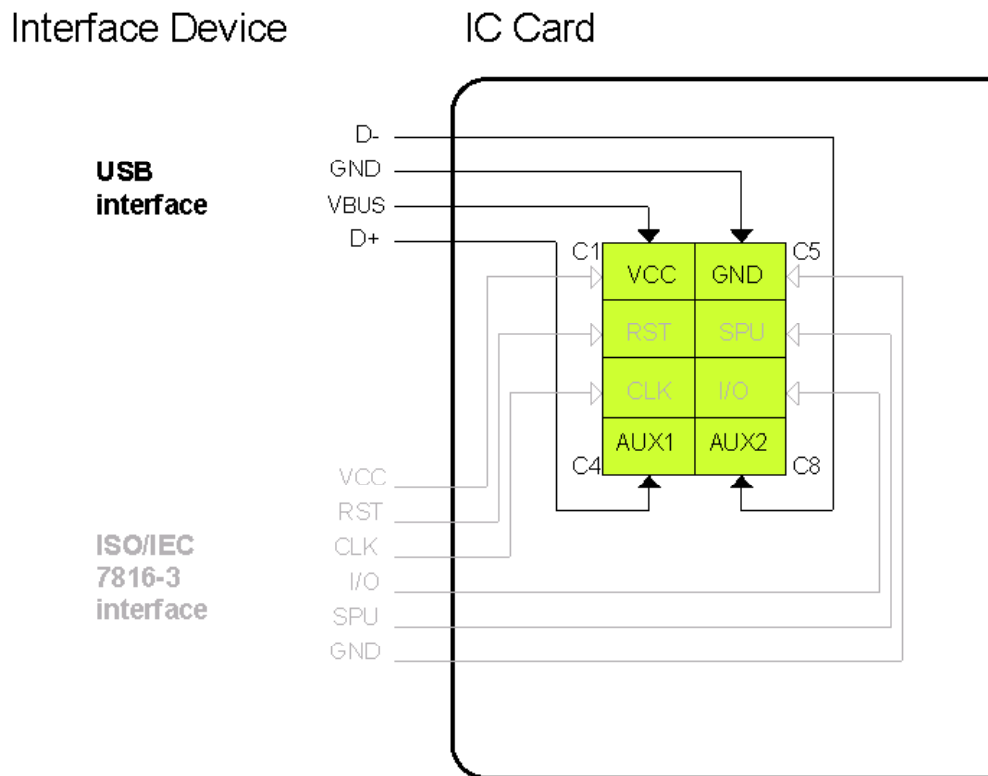 Interface Device
IC Card
D-
GND
VBUS
D+
USB
interface
C1
C5
VCC
GND
RST
SPU
CLK
I/O
AUX1
AUX2
C4
C8
VCC
RST
CLK
I/O
SPU
GND
ISO/IEC
7816-3
interface